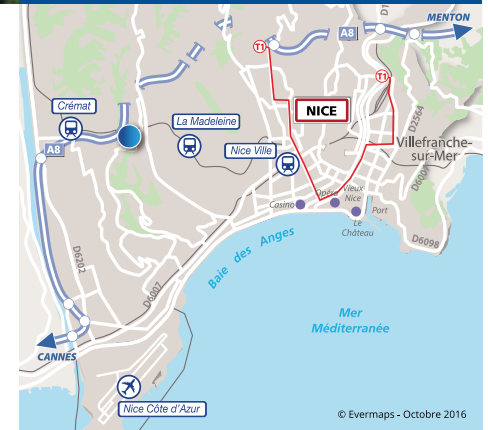 MENTON
T1
A8
T1
Crémat
NICE
La Madeleine
D2564
A8
Nice Ville
Villefranche-
sur-Mer
Opéra
Vieux
Nice
Casino
Port
Le
Château
D6098
D6202
D6007
Baie des Anges
Mer
Méditerranée
CANNES
Nice Côte d'Azur
© Evermaps - Octobre 2016